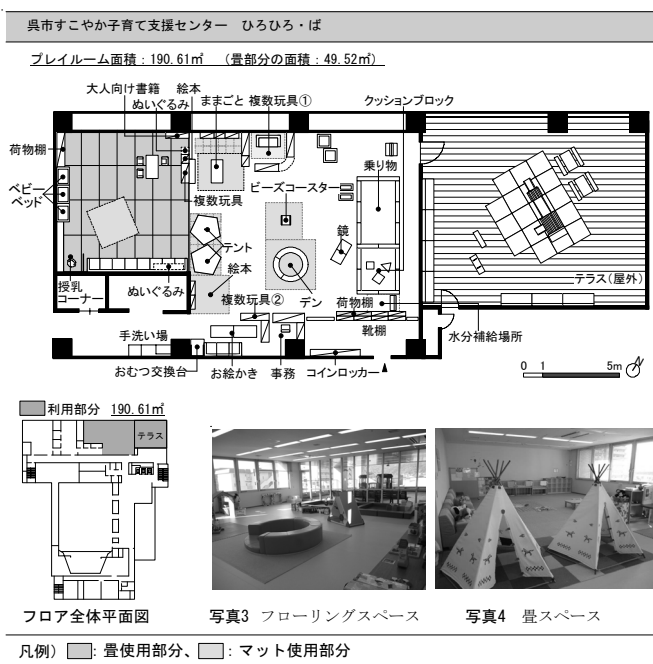 呉市すこやか子育て支援センター ひろひろ・ば
プレイルーム面積：190.61㎡ （畳部分の面積：49.52㎡）
大人向け書籍 絵本
ぬいぐるみ ままごと 複数玩具① クッションブロック
荷物棚
乗り物
ベビー
ベッド
複数玩具
ビーズコースター
鏡
テント
テラス(屋外)
授乳
コーナー
ぬいぐるみ
絵本
デン
複数玩具②
荷物棚
手洗い場
靴棚
水分補給場所
おむつ交換台 お絵かき 事務 コインロッカー
0 1 5m
利用部分 190.61㎡
テラス
フロア全体平面図
写真3 フローリングスペース
写真4 畳スペース
凡例) : 畳使用部分、 : マット使用部分